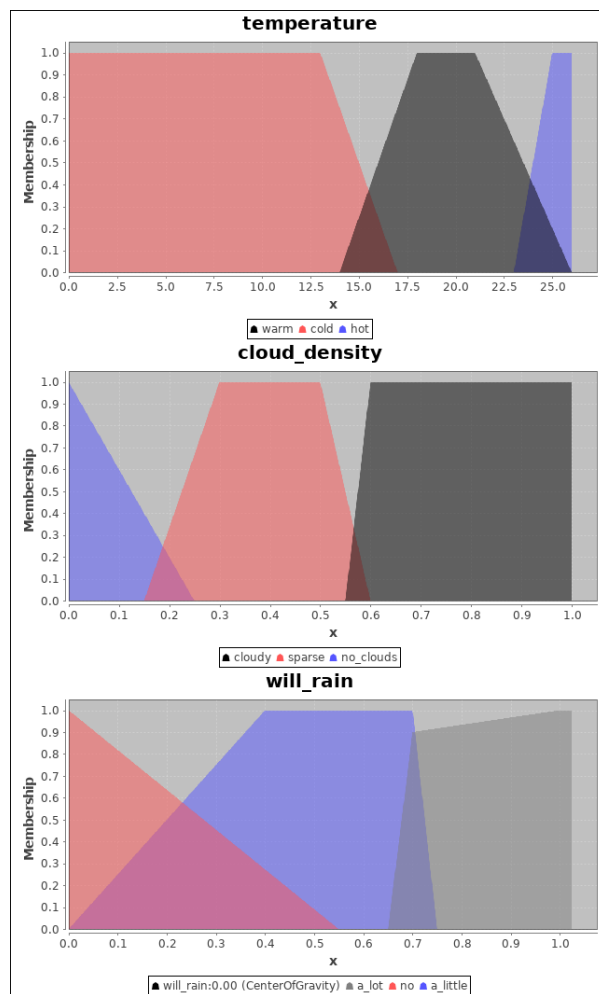 temperature
Membership
1.0
0.9
0.8
0.7
0.6
0.5
0.4
0.3
0.2
0.1
0.0
0.0 2.5 5.0 7.5 10.0 12.5 15.0 17.5 20.0 22.5 25.0
x
warm cold hot
cloud_density
Membership
1.0
0.9
0.8
0.7
0.6
0.5
0.4
0.3
0.2
0.1
0.0
0.0 0.1 0.2 0.3 0.4 0.5 0.6 0.7 0.8 0.9 1.0
x
cloudy sparse no_clouds
will_rain
Membership
1.0
0.9
0.8
0.7
0.6
0.5
0.4
0.3
0.2
0.1
0.0
0.0 0.1 0.2 0.3 0.4 0.5 0.6 0.7 0.8 0.9 1.0
x
will_rain:0.00 (CenterOfGravity) a_lot no a_little